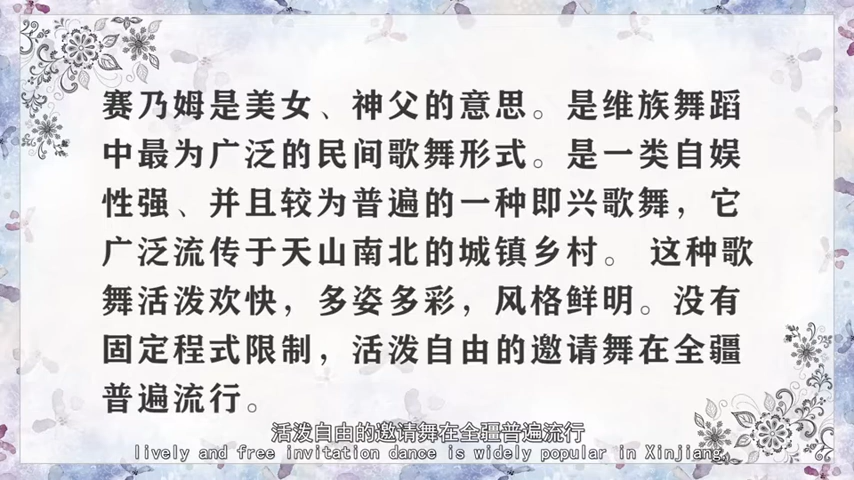 赛乃姆是美女、神父的意思。是维族舞蹈
中最为广泛的民间歌舞形式。是一类自娱
性强、并且较为普遍的一种即兴歌舞，它
广泛流传于天山南北的城镇乡村。 这种歌
舞活泼欢快，多姿多彩，风格鲜明。没有
固定程式限制，活泼自由的邀请舞在全疆
普遍流行。
活泼自由的邀请舞在全疆普遍流行
lively and free invitation dance is widely popular in Xinjiang.